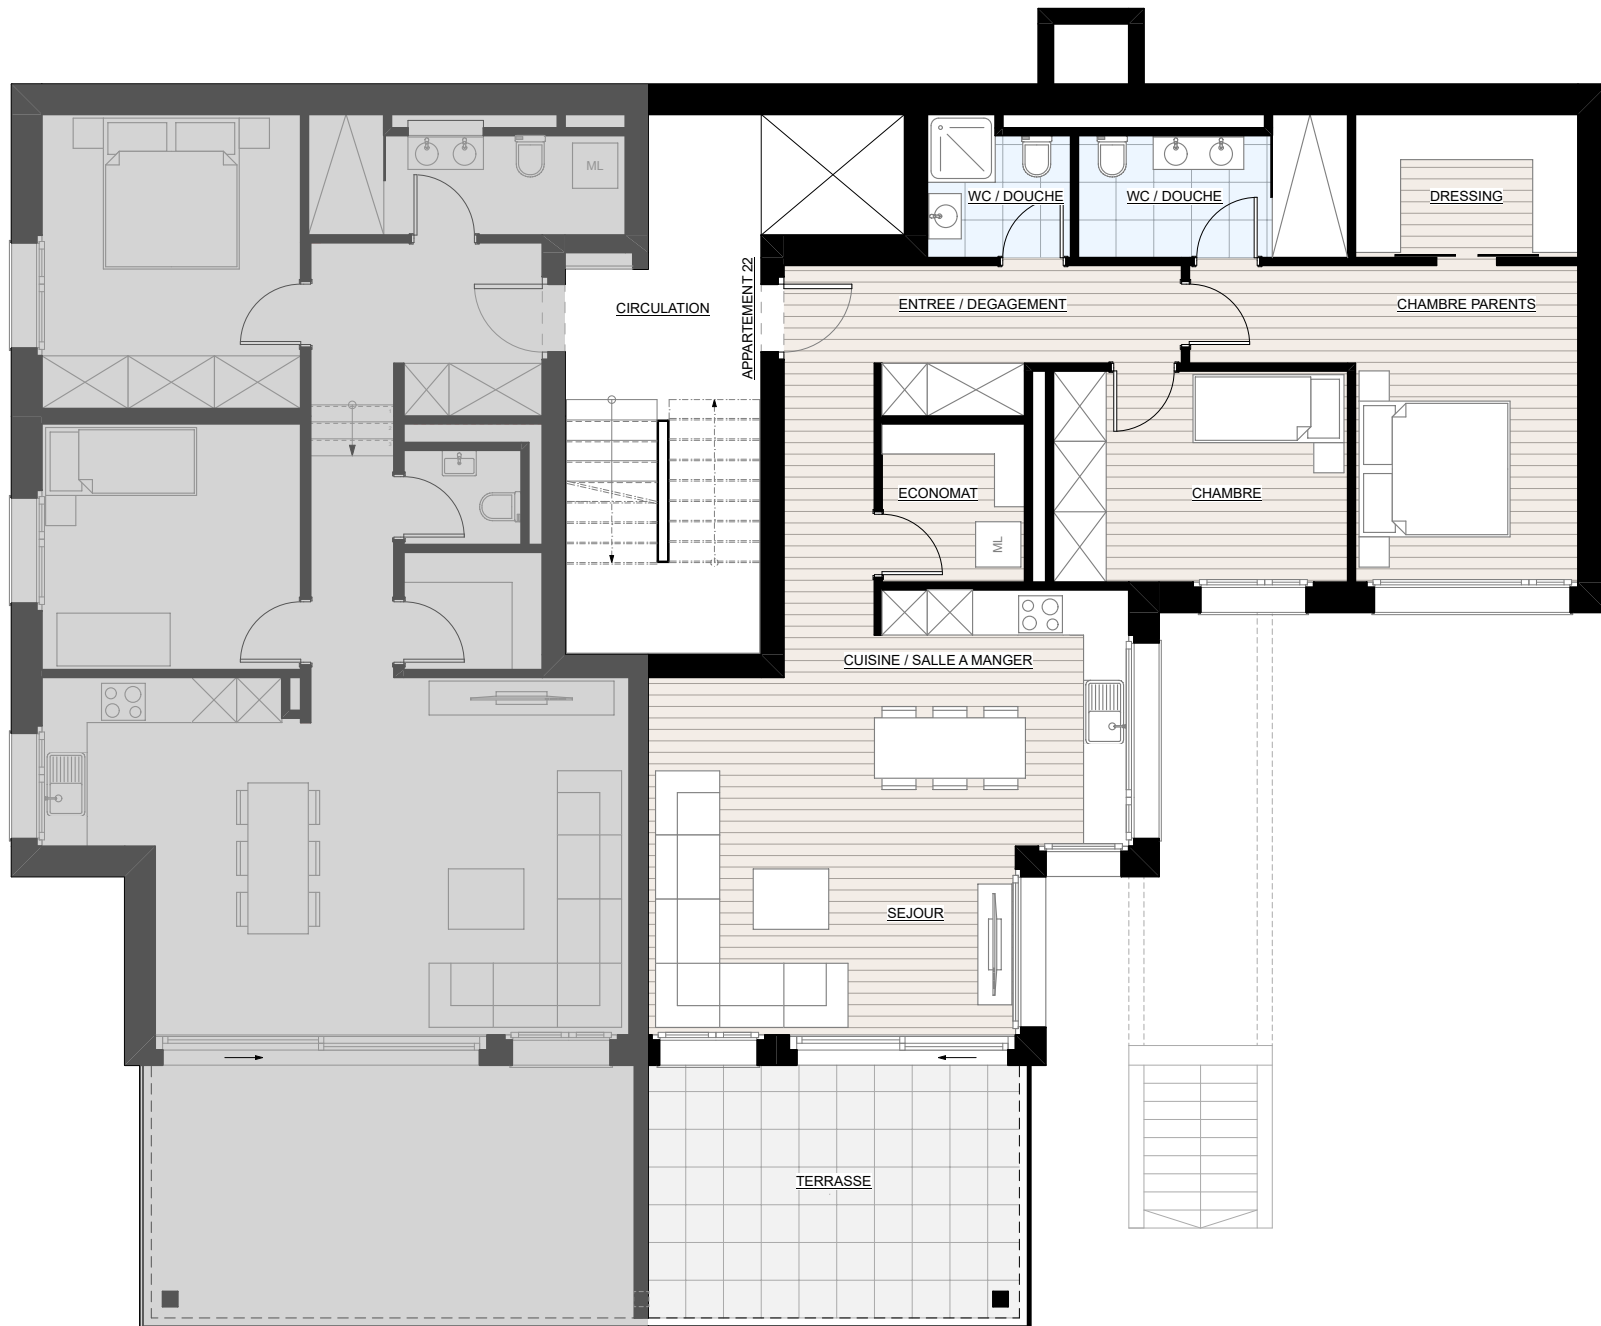 ML
WC / DOUCHE
WC / DOUCHE
DRESSING
CIRCULATION
APPARTEMENT 22
ENTREE / DEGAGEMENT
CHAMBRE PARENTS
ECONOMAT
CHAMBRE
ML
CUISINE / SALLE A MANGER
SEJOUR
TERRASSE